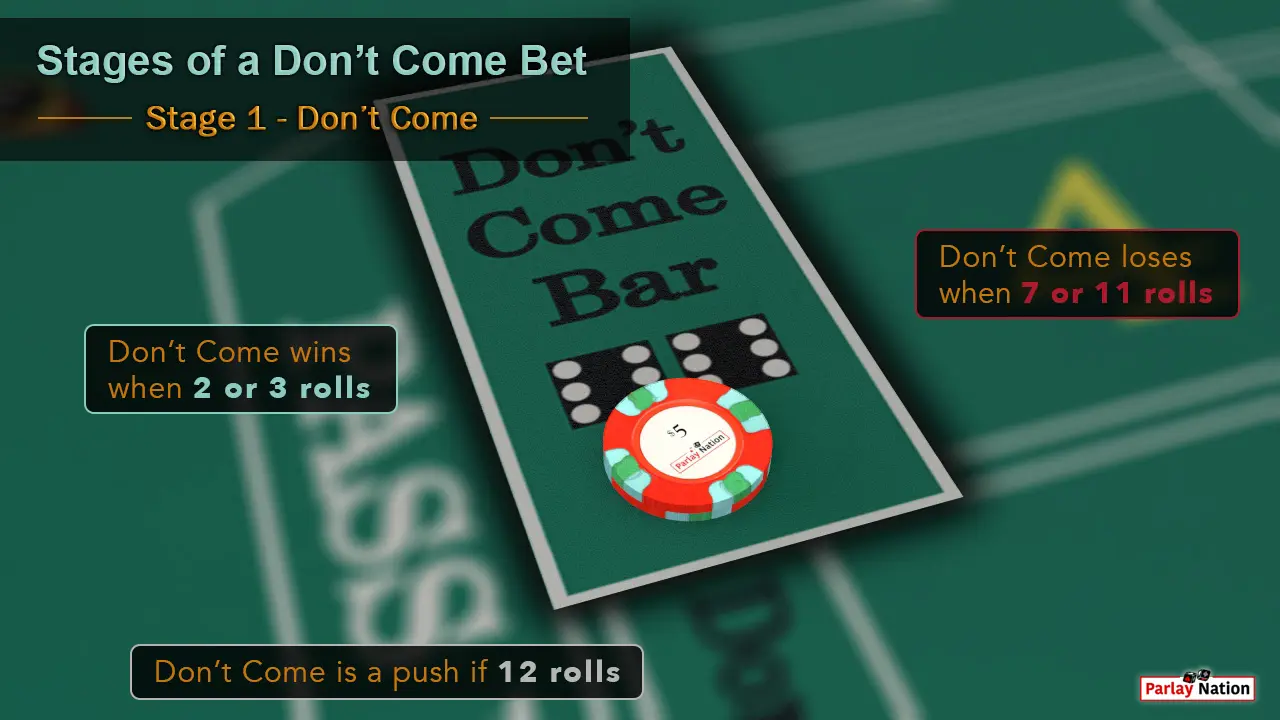 Stages of a Don’t Come Bet
Stage 1 - Don’t Come
Don’t
Come
Bar
Don’t Come loses
when 7 or 11 rolls
Don’t Come wins
when 2 or 3 rolls
$5
Parlay Nation
PASS
Don
Don’t Come is a push if 12 rolls
Parlay Nation